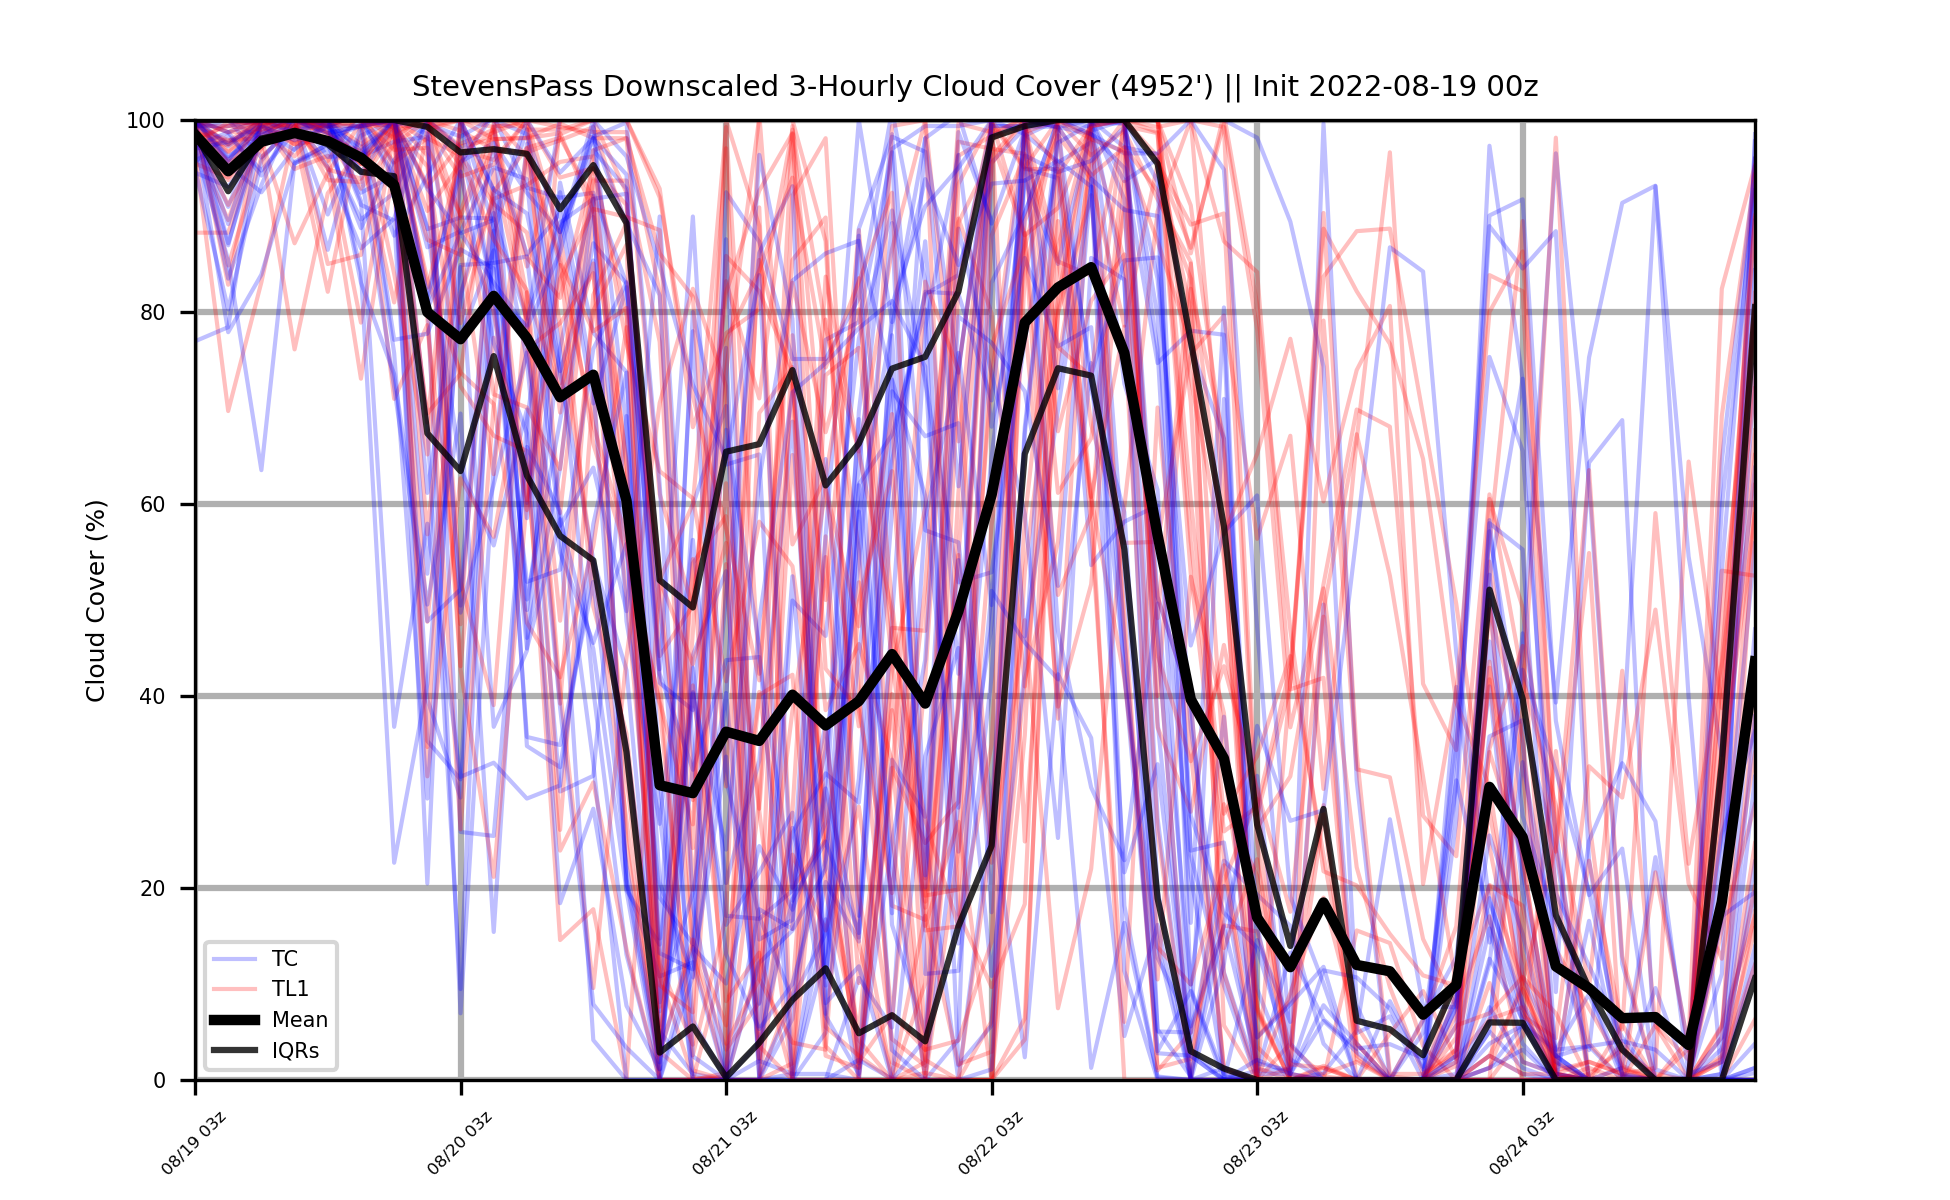 StevensPass Downscaled 3-Hourly Cloud Cover (4952') || Init 2022-08-19 00z
Cloud Cover (%)
100
80
60
40
20
0
TC
TL1
Mean
IQRs
08/19 03z
08/20 03z
08/21 03z
08/22 03z
08/23 03z
08/24 03z